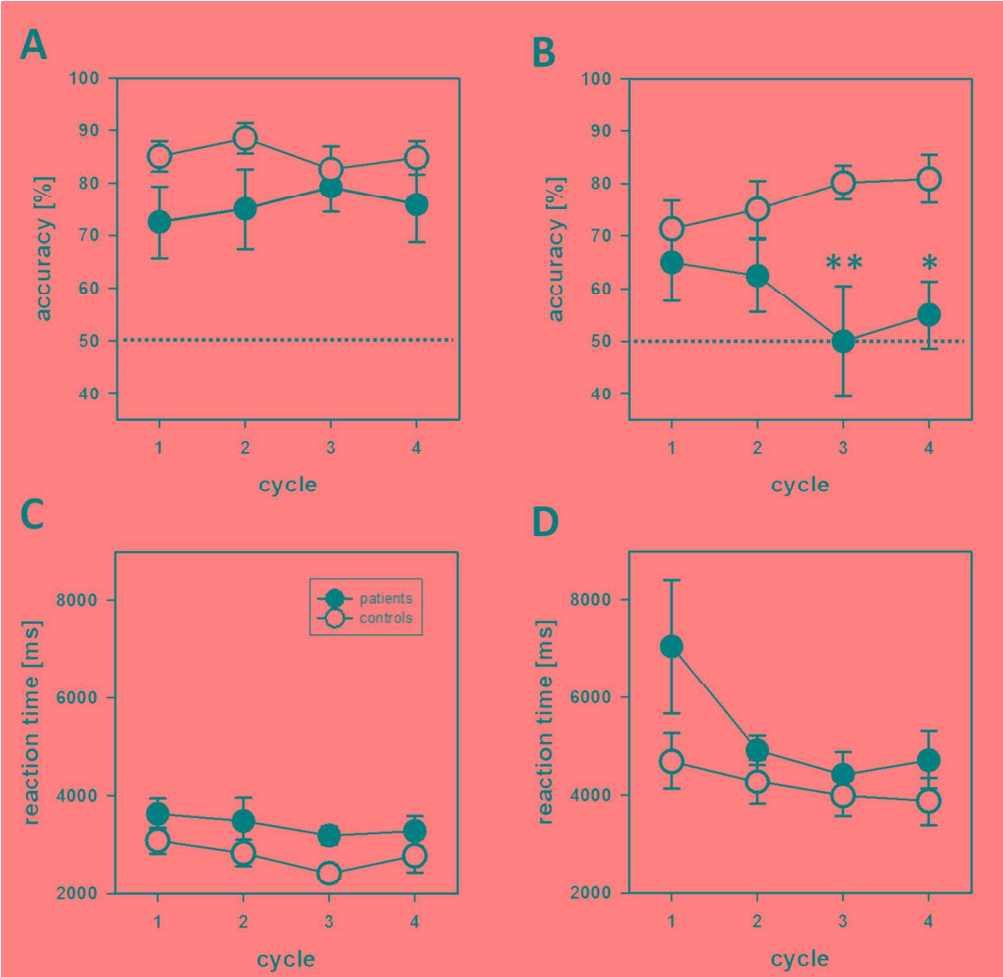 A
100
90
80
70
60
50
40
accuracy [%]
1 2 3 4
cycle
B
100
90
80
70
60
50
40
accuracy [%]
** *
1 2 3 4
cycle
C
8000
6000
4000
2000
reaction time [ms]
patients
controls
1 2 3 4
cycle
D
8000
6000
4000
2000
reaction time [ms]
1 2 3 4
cycle